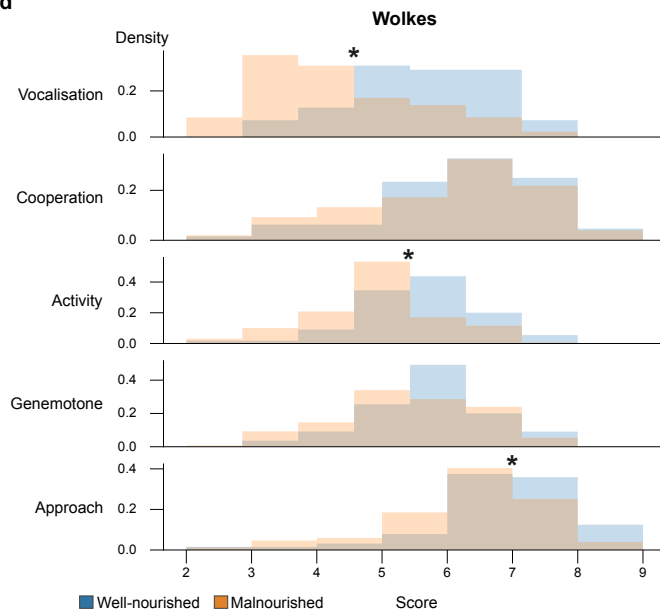 d
Wolkes
Density
*
Vocalisation
0.2
0.0
Cooperation
0.2
0.0
*
Activity
0.4
0.2
0.0
Genemotone
0.4
0.2
0.0
*
Approach
0.4
0.2
0.0
2 3 4 5 6 7 8 9
Well-nourished Malnourished Score